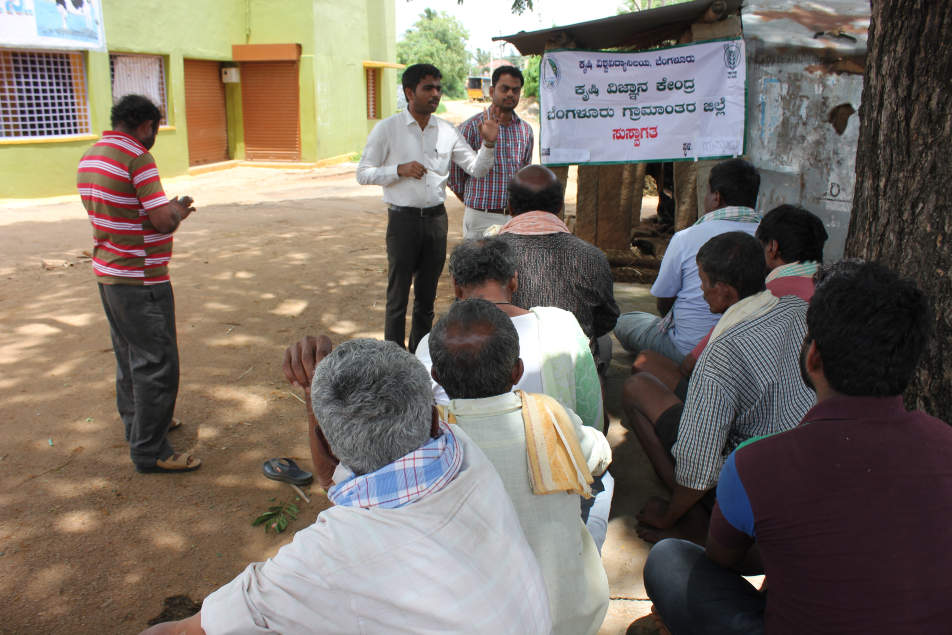 ಕೃಷಿ ವಿಶ್ವವಿದ್ಯಾನಿಲಯ, ಬೆಂಗಳೂರು
ಕೃಷಿ ವಿಜ್ಞಾನ ಕೇಂದ್ರ
ಬೆಂಗಳೂರು ಗ್ರಾಮಾಂತರ ಜಿಲ್ಲೆ
ಸುಸ್ವಾಗತ